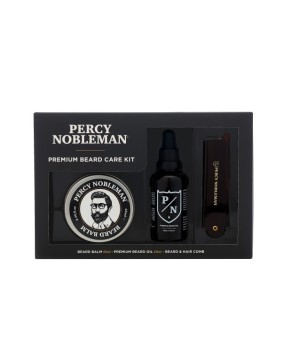 PERCY
NOBLEMAN
PREMIUM BEARD CARE KIT
PERCY NOBLEMAN
BEARD BALM
P N
PERCY NOBLEMAN
BEARD BALM · PREMIUM BEARD OIL · BEARD & HAIR COMB